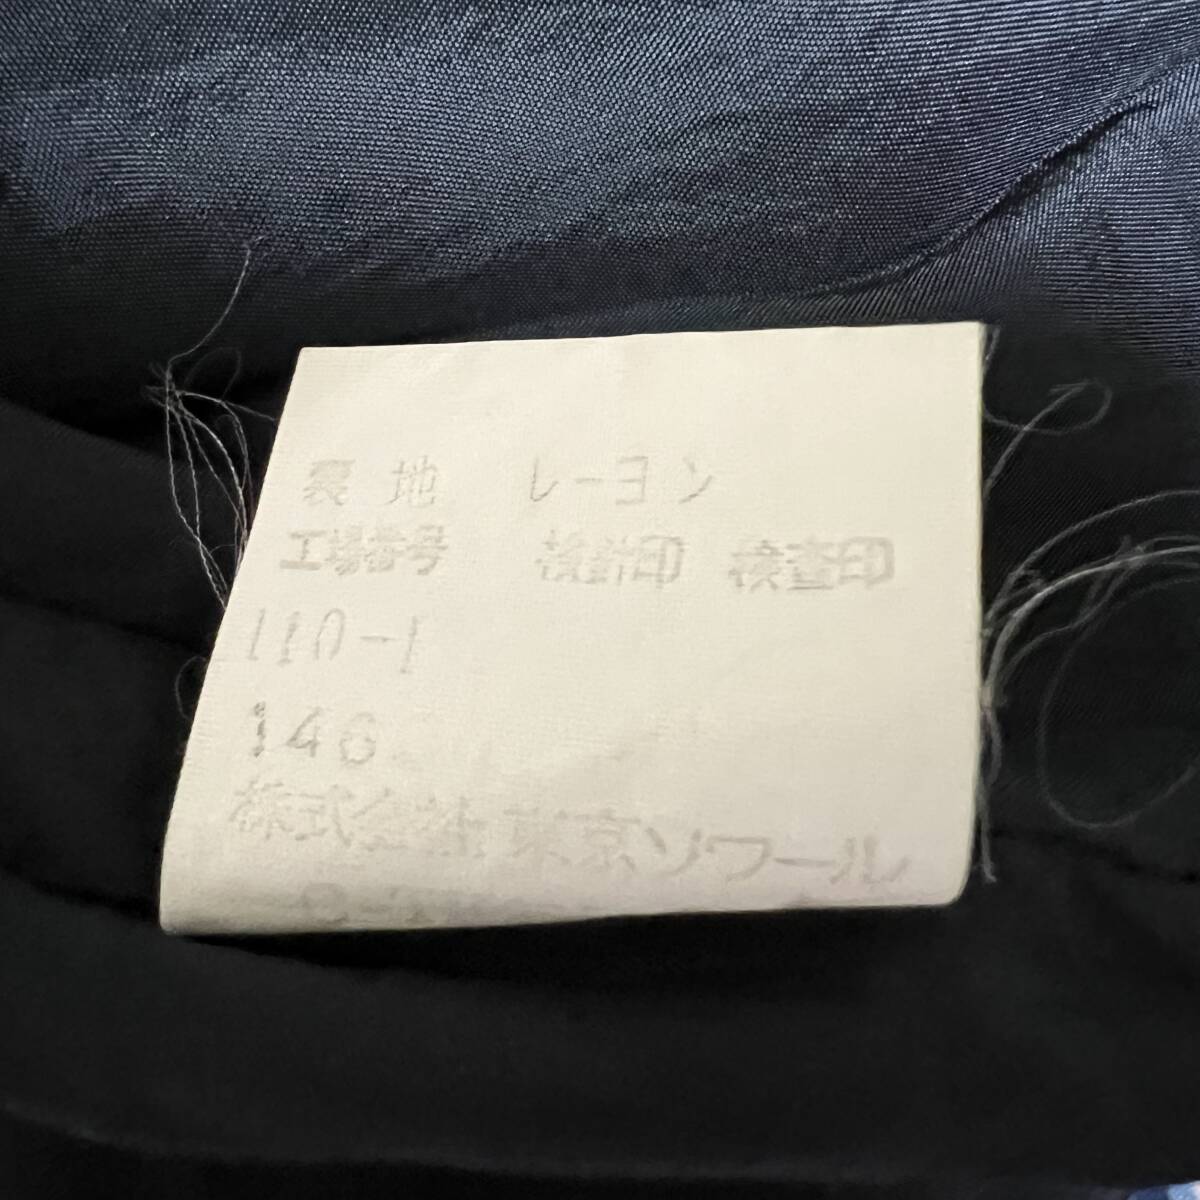 裏地 レーヨン
工場番号 検針印 検査印
110-1
146
株式会社東京ソワール